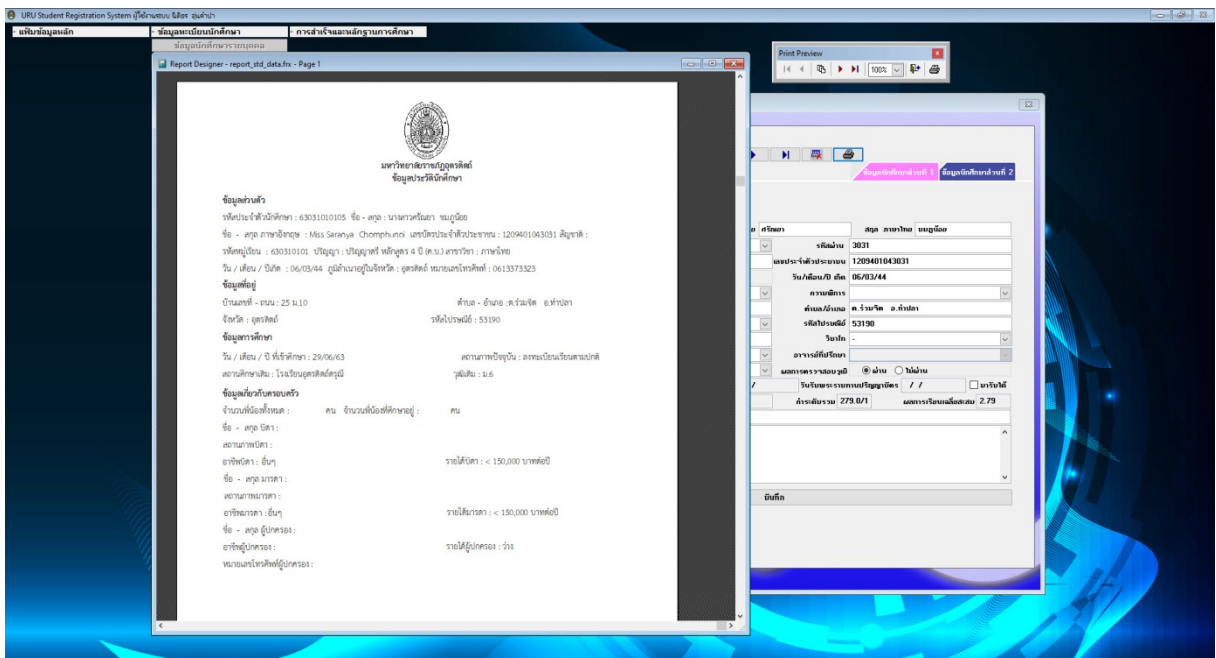 URU Student Registration System ผู้ใช้งานระบบ นิสิธร อุ่นคำนา
แฟ้มข้อมูลหลัก
- ข้อมูลทะเบียนนักศึกษา
- การสำเร็จและหลักฐานการศึกษา
ข้อมูลนักศึกษารายบุคคล
Report Designer - report_std_data.frx - Page 1
Print Preview
100%
มหาวิทยาลัยราชภัฏอุตรดิตถ์
ข้อมูลประวัตินักศึกษา
ข้อมูลส่วนตัว
รหัสประจำตัวนักศึกษา : 63031010105 ชื่อ - สกุล : นางสาวศรัณยา ชมภูน้อย
ชื่อ - สกุล ภาษาอังกฤษ : Miss Saranya Chomphunoi เลขบัตรประจำตัวประชาชน : 1209401043031 สัญชาติ :
รหัสหมู่เรียน : 630310101 ปริญญา : ปริญญาตรี หลักสูตร 4 ปี (ค.บ.) สาขาวิชา : ภาษาไทย
วัน / เดือน / ปีเกิด : 06/03/44 ภูมิลำเนาอยู่ในจังหวัด : อุตรดิตถ์ หมายเลขโทรศัพท์ : 0613373323
ข้อมูลที่อยู่
บ้านเลขที่ - ถนน : 25 ม.10 ตำบล - อำเภอ :ต.ร่วมจิต อ.ท่าปลา
จังหวัด : อุตรดิตถ์ รหัสไปรษณีย์ : 53190
ข้อมูลการศึกษา
วัน / เดือน / ปี ที่เข้าศึกษา : 29/06/63 สถานภาพปัจจุบัน : ลงทะเบียนเรียนตามปกติ
สถานศึกษาเดิม : โรงเรียนอุตรดิตถ์ดรุณี วุฒิเดิม : ม.6
ข้อมูลเกี่ยวกับครอบครัว
จำนวนพี่น้องทั้งหมด : คน จำนวนพี่น้องที่ศึกษาอยู่ : คน
ชื่อ - สกุล บิดา :
สถานภาพบิดา :
อาชีพบิดา : อื่นๆ รายได้บิดา : < 150,000 บาทต่อปี
ชื่อ - สกุล มารดา :
สถานภาพมารดา :
อาชีพมารดา : อื่นๆ รายได้มารดา : < 150,000 บาทต่อปี
ชื่อ - สกุล ผู้ปกครอง :
อาชีพผู้ปกครอง : รายได้ผู้ปกครอง : ว่าง
หมายเลขโทรศัพท์ผู้ปกครอง :
ข้อมูลนักศึกษาส่วนที่ 1 ข้อมูลนักศึกษาส่วนที่ 2
ศรัณยา สกุล ภาษาไทย ชมภูน้อย
รหัสผ่าน 3031
เลขประจำตัวประชาชน 1209401043031
วัน/เดือน/ปี เกิด 06/03/44
ความพิการ
ตำบล/อำเภอ ต.ร่วมจิต อ.ท่าปลา
รหัสไปรษณีย์ 53190
วิชาโท -
อาจารย์ที่ปรึกษา
ผลการตรวจสอบวุฒิ ผ่าน ไม่ผ่าน
/ วันรับพระราชทานปริญญาบัตร / / มารับได้
ค่าระดับรวม 279.0/1 ผลการเรียนเฉลี่ยสะสม 2.79
บันทึก